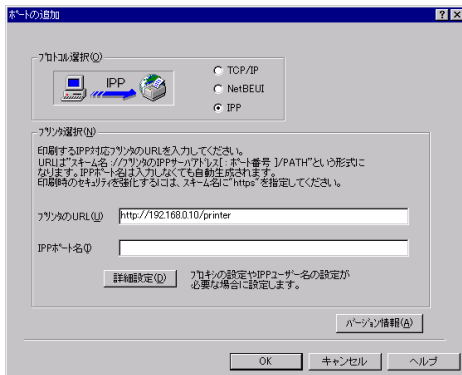 ポートの追加
プロトコル選択(O)
IPP
TCP/IP
NetBEUI
IPP
プリンタ選択(N)
印刷するIPP対応プリンタのURLを入力してください。
URLは"スキーム名://プリンタのIPPサーバアドレス[:ポート番号]/PATH"という形式に
なります。IPPポート名は入力しなくても自動生成されます。
印刷時のセキュリティを強化するには、スキーム名に"https"を指定してください。
プリンタのURL(U)
http://192.168.0.10/printer
IPPポート名(I)
詳細設定(D)
プロキシの設定やIPPユーザー名の設定が
必要な場合に設定します。
バージョン情報(A)
OK
キャンセル
ヘルプ